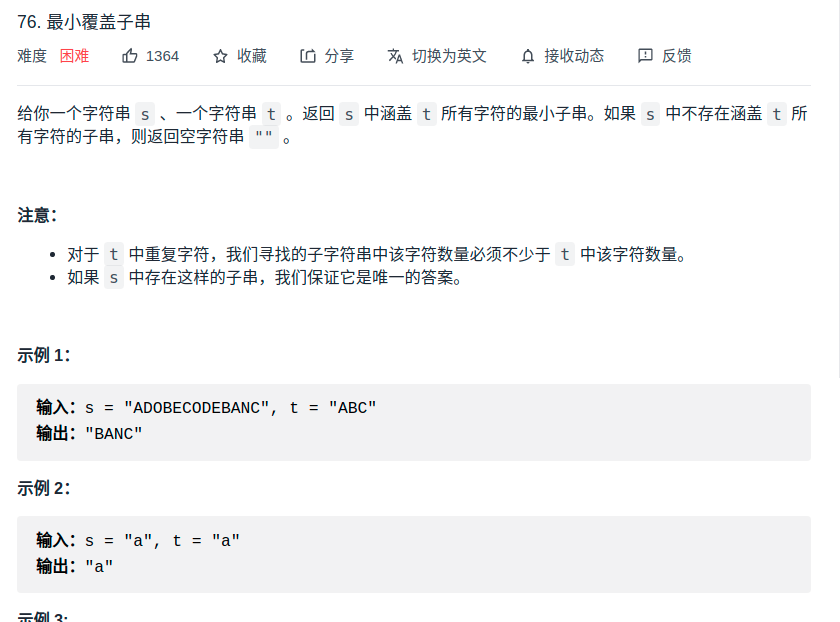 76. 最小覆盖子串
难度 困难 1364 收藏 分享 切换为英文 接收动态 反馈
给你一个字符串 s 、一个字符串 t 。返回 s 中涵盖 t 所有字符的最小子串。如果 s 中不存在涵盖 t 所
有字符的子串，则返回空字符串 "" 。
注意：
对于 t 中重复字符，我们寻找的子字符串中该字符数量必须不少于 t 中该字符数量。
如果 s 中存在这样的子串，我们保证它是唯一的答案。
示例 1：
输入：s = "ADOBECODEBANC", t = "ABC"
输出："BANC"
示例 2：
输入：s = "a", t = "a"
输出："a"
示例 3: